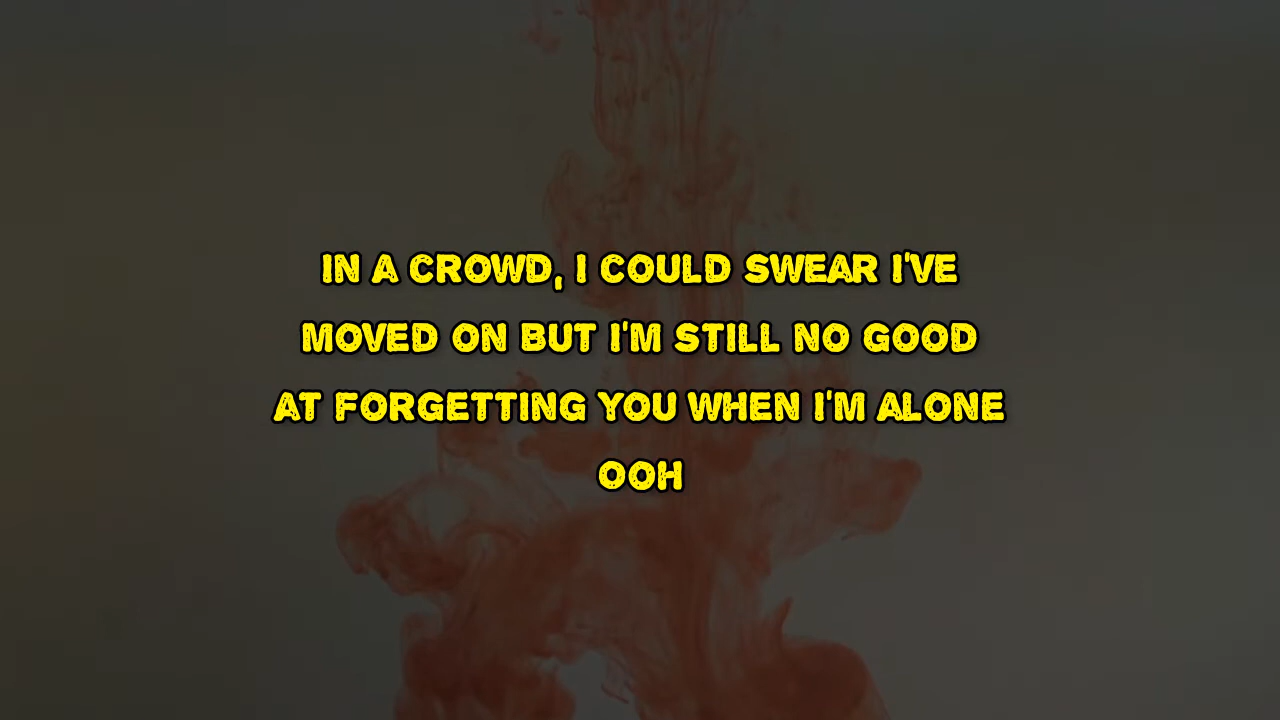 IN A CROWD, I COULD SWEAR I'VE
MOVED ON BUT I'M STILL NO GOOD
AT FORGETTING YOU WHEN I'M ALONE
OOH